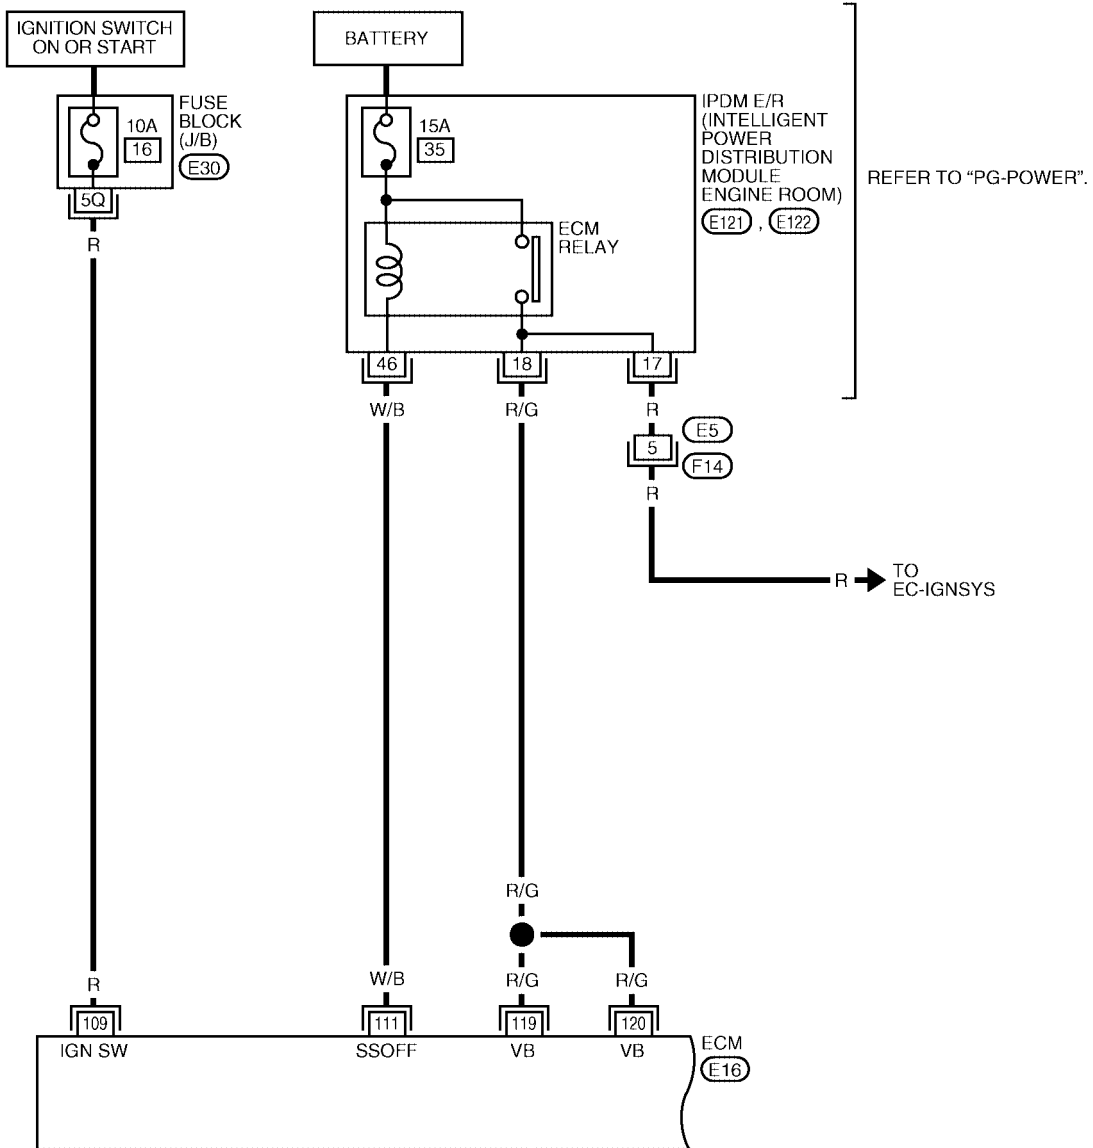 IGNITION SWITCH
ON OR START
BATTERY
10A
16
FUSE
BLOCK
(J/B)
E30
5Q
R
15A
35
ECM
RELAY
IPDM E/R
(INTELLIGENT
POWER
DISTRIBUTION
MODULE
ENGINE ROOM)
E121 , E122
REFER TO “PG-POWER”.
46
18
17
W/B
R/G
R
5
E5
F14
R
R
TO
EC-IGNSYS
R/G
R
W/B
R/G
R/G
109
111
119
120
IGN SW
SSOFF
VB
VB
ECM
E16